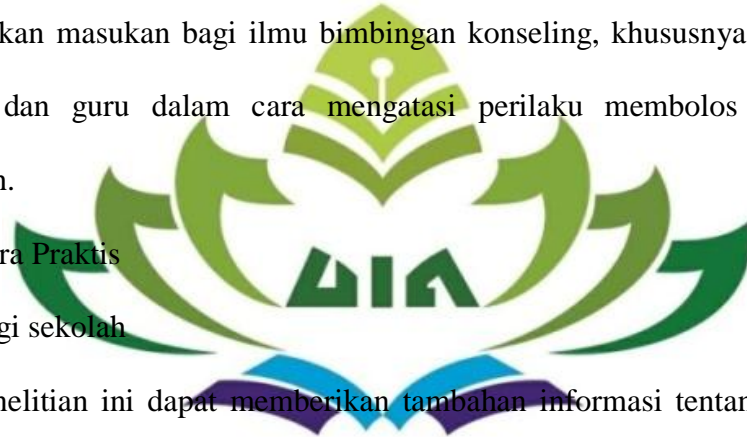 kan masukan bagi ilmu bimbingan konseling, khususnya
dan guru dalam cara mengatasi perilaku membolos
n.
ra Praktis
UIN
gi sekolah
nelitian ini dapat memberikan tambahan informasi tentan